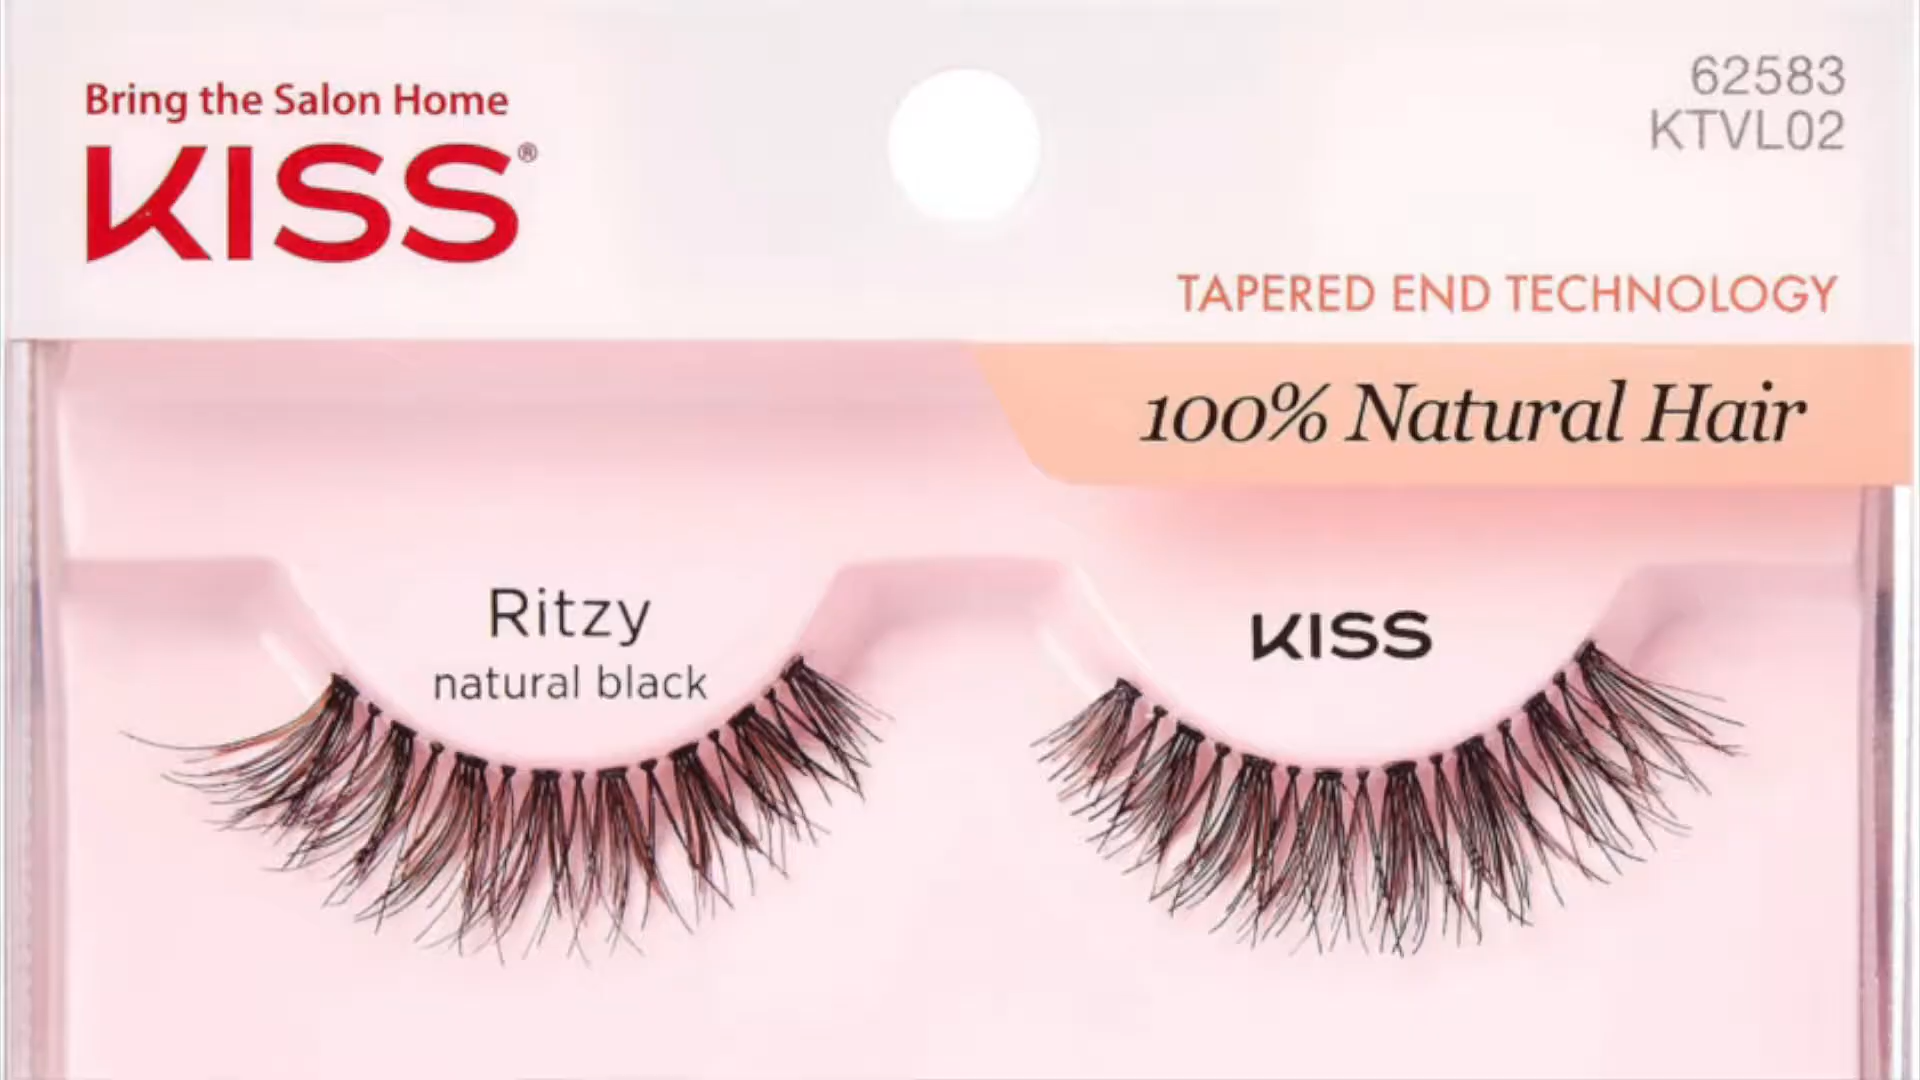 Bring the Salon Home
KISS®
62583
KTVL02
TAPERED END TECHNOLOGY
100% Natural Hair
Ritzy
natural black
KISS